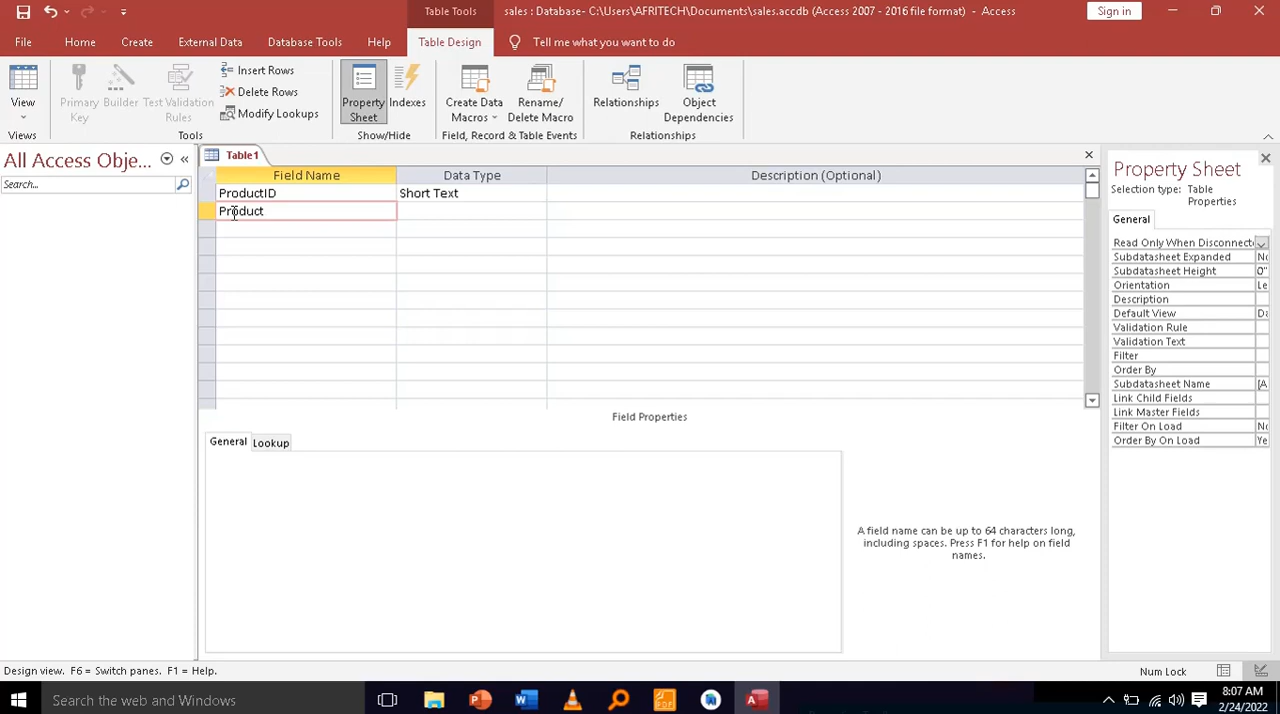 Table Tools
sales : Database- C:\Users\AFRITECH\Documents\sales.accdb (Access 2007 - 2016 file format) - Access
Sign in
File Home Create External Data Database Tools Help Table Design Tell me what you want to do
View
Views
Primary Key
Builder
Test Validation Rules
Insert Rows
Delete Rows
Modify Lookups
Tools
Property Sheet
Indexes
Show/Hide
Create Data Macros
Rename/ Delete Macro
Field, Record & Table Events
Relationships
Object Dependencies
Relationships
All Access Obje...
Search...
Table1
Field Name Data Type Description (Optional)
ProductID Short Text
Product
Field Properties
General Lookup
A field name can be up to 64 characters long,
including spaces. Press F1 for help on field
names.
Property Sheet
Selection type: Table
Properties
General
Read Only When Disconnecte
Subdatasheet Expanded
Subdatasheet Height 0"
Orientation Le
Description
Default View Da
Validation Rule
Validation Text
Filter
Order By
Subdatasheet Name [A
Link Child Fields
Link Master Fields
Filter On Load
Order By On Load Ye
Design view. F6 = Switch panes. F1 = Help.
Num Lock
Search the web and Windows
8:07 AM
2/24/2022